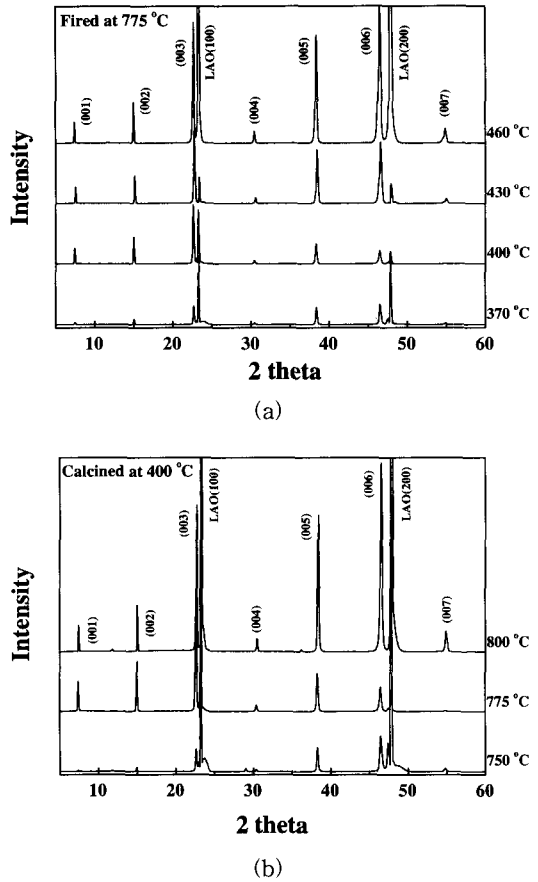 Fired at 775 °C
(001)
(002)
(003)
LAO(100)
(004)
(005)
(006)
LAO(200)
(007)
460 °C
430 °C
400 °C
370 °C
Intensity
10 20 30 40 50 60
2 theta
(a)
Calcined at 400 °C
(001)
(002)
(003)
LAO(100)
(004)
(005)
(006)
LAO(200)
(007)
800 °C
775 °C
750 °C
Intensity
10 20 30 40 50 60
2 theta
(b)